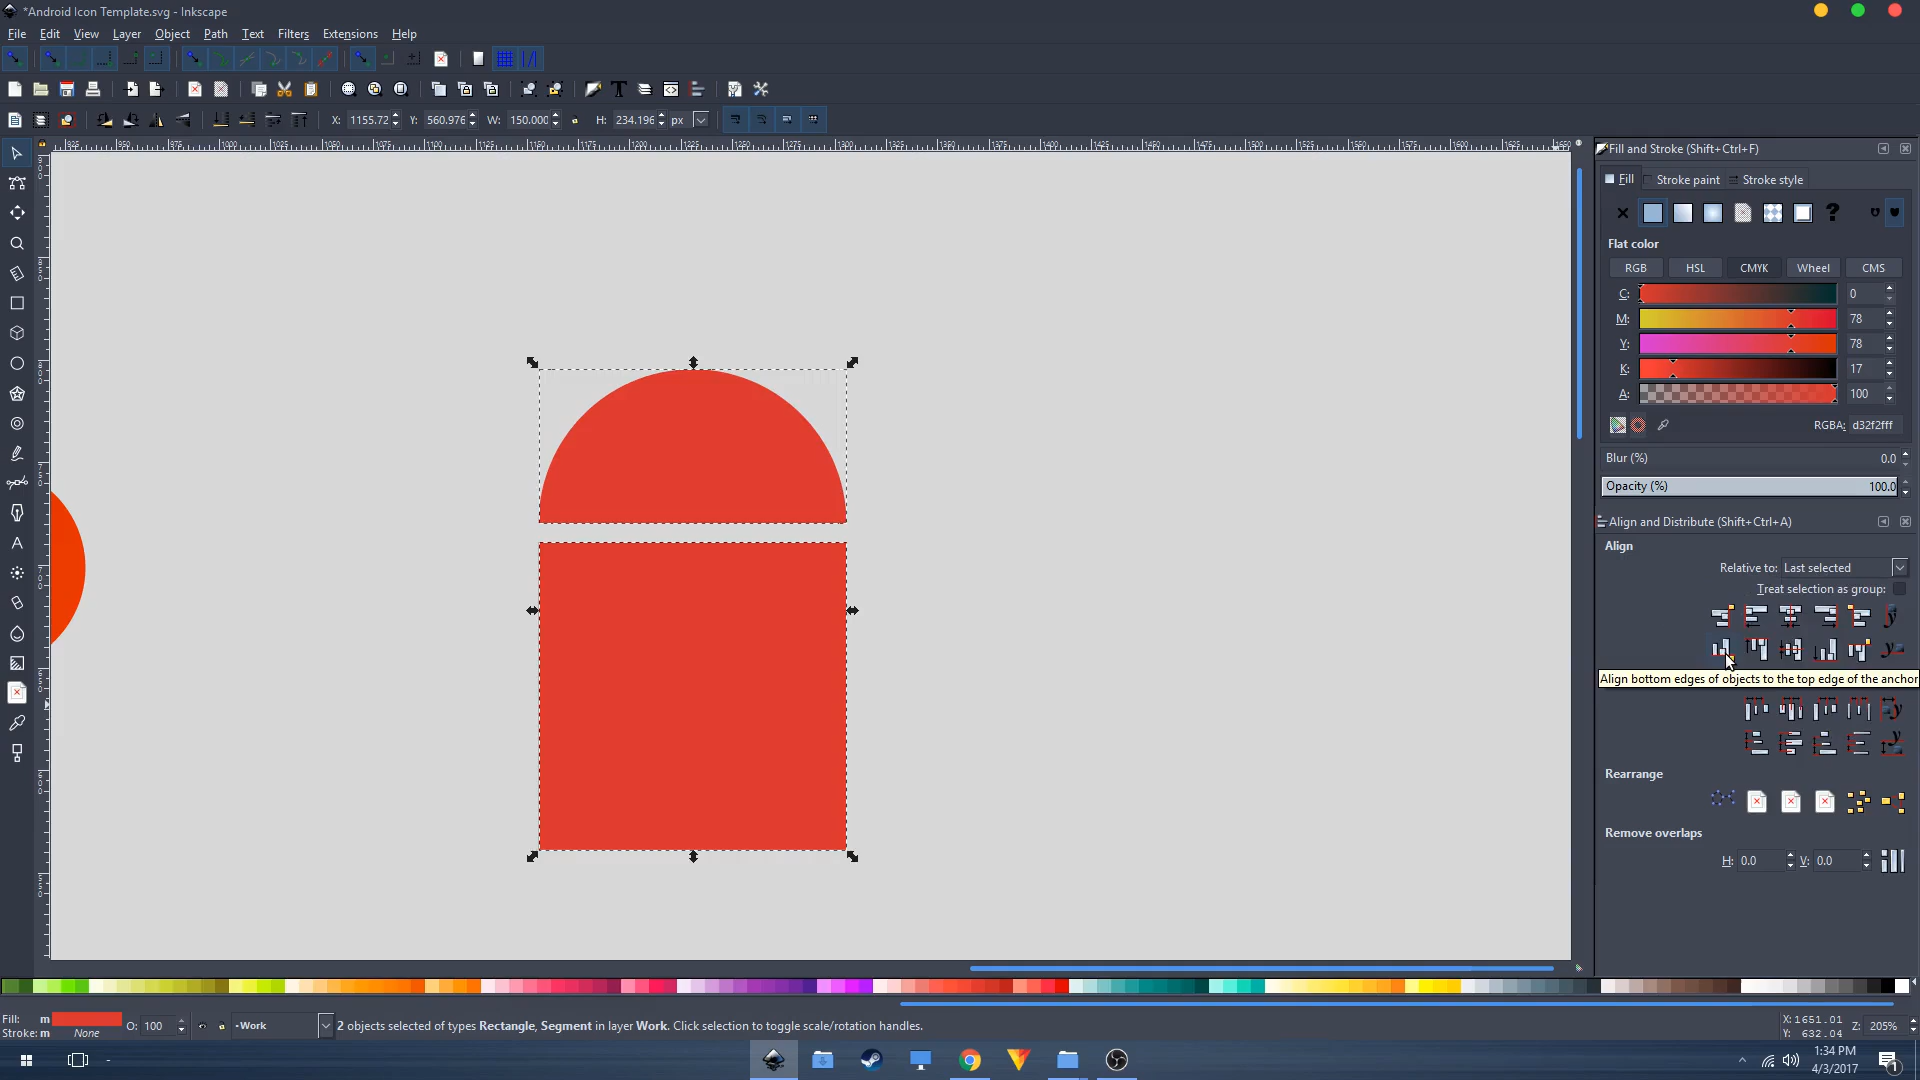 *Android Icon Template.svg - Inkscape
File Edit View Layer Object Path Text Filters Extensions Help
X: 1155.72 Y: 560.976 W: 150.000 H: 234.196 px
Fill and Stroke (Shift+Ctrl+F)
Fill Stroke paint Stroke style
Flat color
RGB HSL CMYK Wheel CMS
C: 0
M: 78
Y: 78
K: 17
A: 100
RGBA: d32f2fff
Blur (%) 0.0
Opacity (%) 100.0
Align and Distribute (Shift+Ctrl+A)
Align
Relative to: Last selected
Treat selection as group:
Align bottom edges of objects to the top edge of the anchor
Rearrange
Remove overlaps
H: 0.0 V: 0.0
Fill: m
Stroke: m None
O: 100
•Work
2 objects selected of types Rectangle, Segment in layer Work. Click selection to toggle scale/rotation handles.
X: 1651.01
Y: 632.04
Z: 205%
1:34 PM
4/3/2017
1